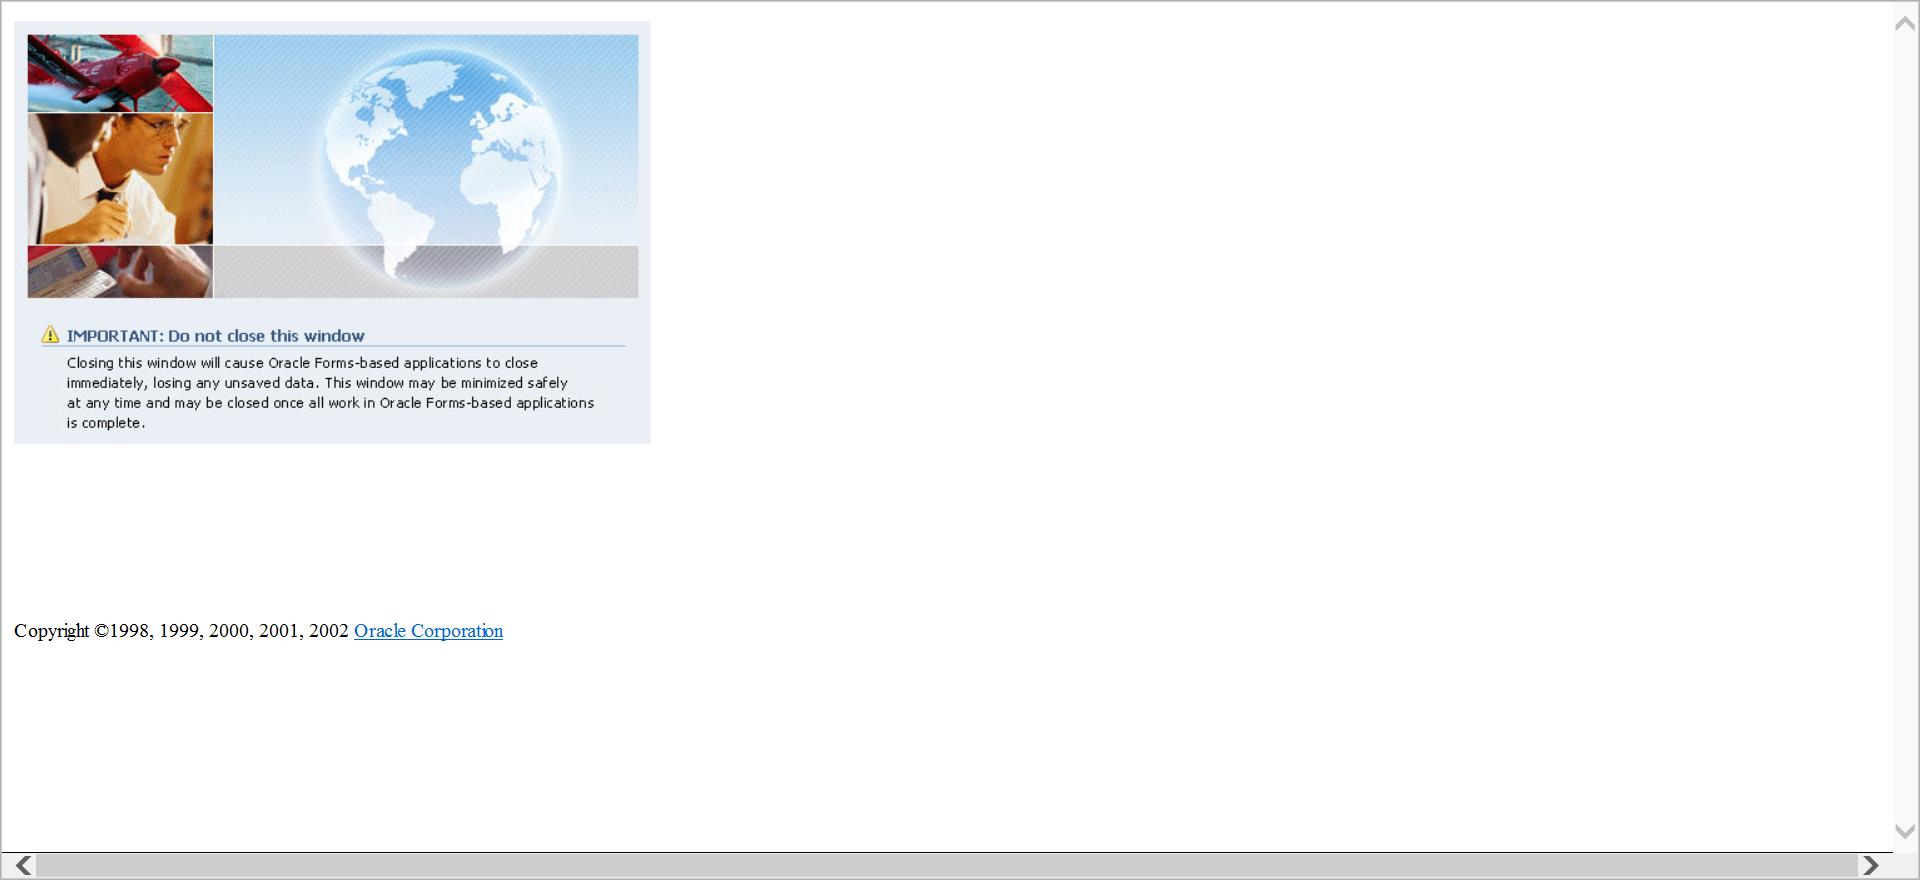 IMPORTANT: Do not close this window
Closing this window will cause Oracle Forms-based applications to close
immediately, losing any unsaved data. This window may be minimized safely
at any time and may be closed once all work in Oracle Forms-based applications
is complete.
Copyright ©1998, 1999, 2000, 2001, 2002 Oracle Corporation